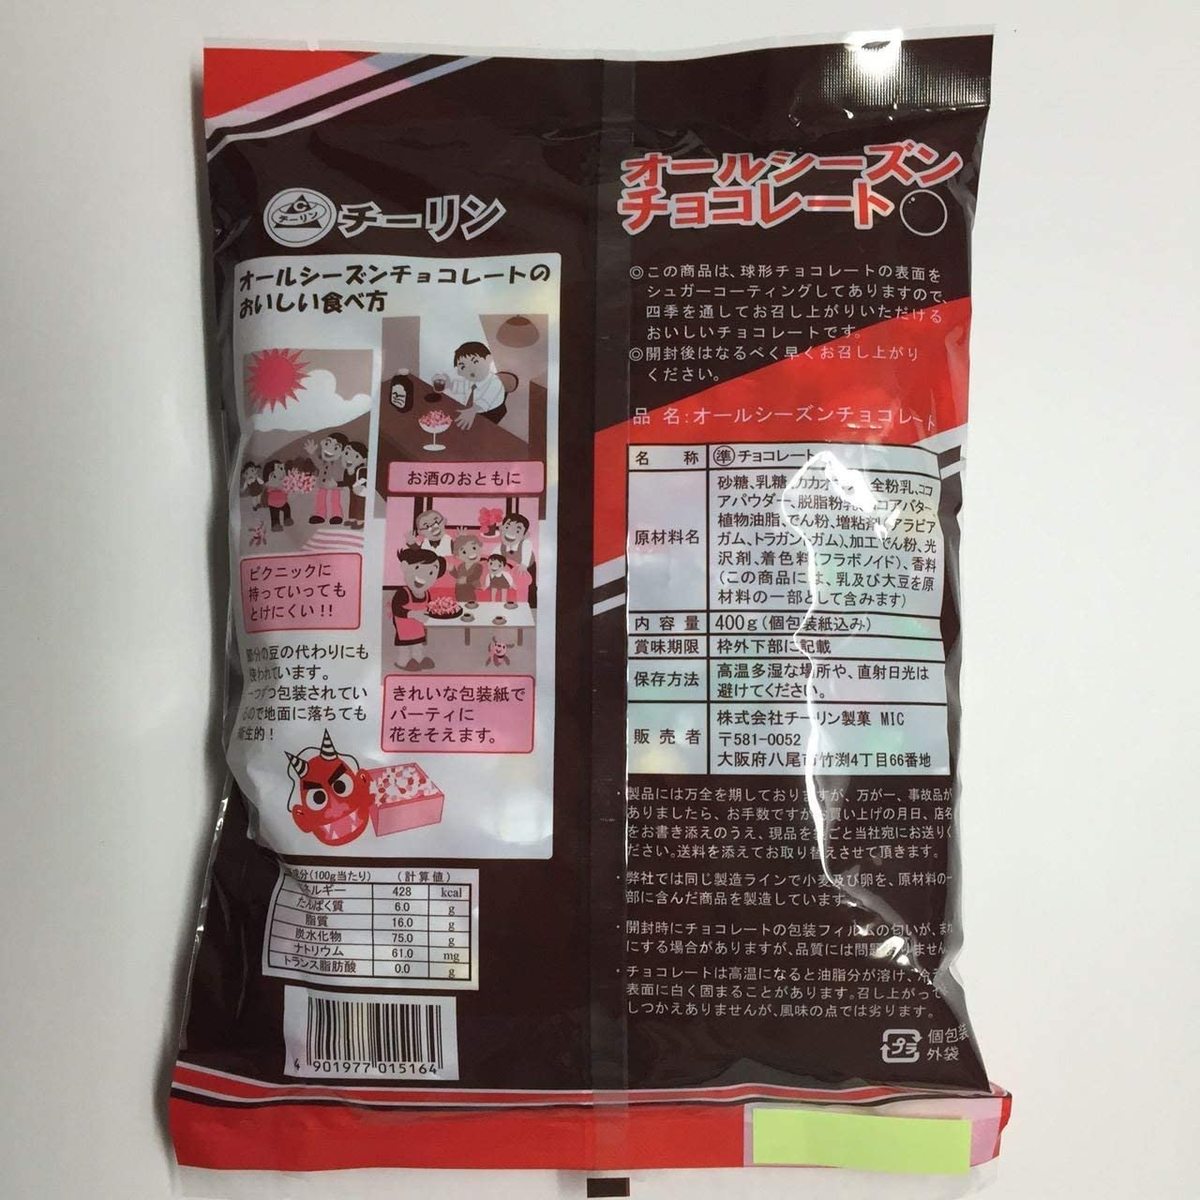 チーリン
チーリン
オールシーズンチョコレートの
おいしい食べ方
お酒のおともに
ピクニックに
持っていっても
とけにくい!!
きれいな包装紙で
パーティに
花をそえます。
節分の豆の代わりにも
使われています。
一つずつ包装されてい
るので地面に落ちても
衛生的!
成分(100g当たり) (計算値)
エネルギー 428 kcal
たんぱく質 6.0 g
脂質 16.0 g
炭水化物 75.0 g
ナトリウム 61.0 mg
トランス脂肪酸 0.0 g
4 901977 015164
オールシーズン
チョコレート
◎この商品は、球形チョコレートの表面を
シュガーコーティングしてありますので、
四季を通してお召し上がりいただける
おいしいチョコレートです。
◎開封後はなるべく早くお召し上がり
ください。
品 名:オールシーズンチョコレート
名 称 準 チョコレート
原材料名 砂糖、乳糖、カカオマス、全粉乳、ココ
アパウダー、脱脂粉乳、ココアバター
植物油脂、でん粉、増粘剤(アラビア
ガム、トラガントガム)、加工でん粉、光
沢剤、着色料(フラボノイド)、香料
(この商品には、乳及び大豆を原
材料の一部として含みます)
内 容 量 400g(個包装紙込み)
賞味期限 枠外下部に記載
保存方法 高温多湿な場所や、直射日光は
避けてください。
販 売 者 株式会社チーリン製菓 MIC
〒581-0052
大阪府八尾市竹渕4丁目66番地
・製品には万全を期しておりますが、万が一、事故品が
ありましたら、お手数ですがお買い上げの月日、店名
をお書き添えのうえ、現品を袋ごと当社宛にお送りく
ださい。送料を添えてお取り替えさせて頂きます。
・弊社では同じ製造ラインで小麦及び卵を、原材料の一
部に含んだ商品を製造しています。
・開封時にチョコレートの包装フィルムの匂いが、
にする場合がありますが、品質には問題ありません
・チョコレートは高温になると油脂分が溶け、
表面に白く固まることがあります。召し上がって
しつかえありませんが、風味の点では劣ります。
プラ
個包装
外袋